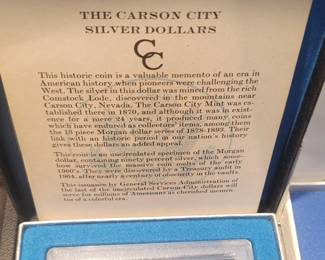 THE CARSON CITY
SILVER DOLLARS
CC
This historic coin is a valuable memento of an era in
American history when pioneers were challenging the
West. The silver in this dollar was mined from the rich
Comstock Lode, discovered in the mountains near
Carson City, Nevada. The Carson City Mint was es-
tablished there in 1870, and although it was in existence
for a mere 24 years, it produced many coins
which have endured as collectors' items, among them
the 13 piece Morgan dollar series of 1878-1893. Their
link with an historic period in our nation's history
gives these dollars an added appeal.
This coin is an uncirculated specimen of the Morgan
dollar, containing ninety percent silver, which some-
how survived the massive coin melts of the early
1900's. They were discovered by a Treasury audit in
1964, after nearly a century of obscurity in the vaults.
This issuance by General Services Administration of
the last of the uncirculated Carson City dollars will
serve for millions of Americans as cherished memen-
tos of a colorful era.